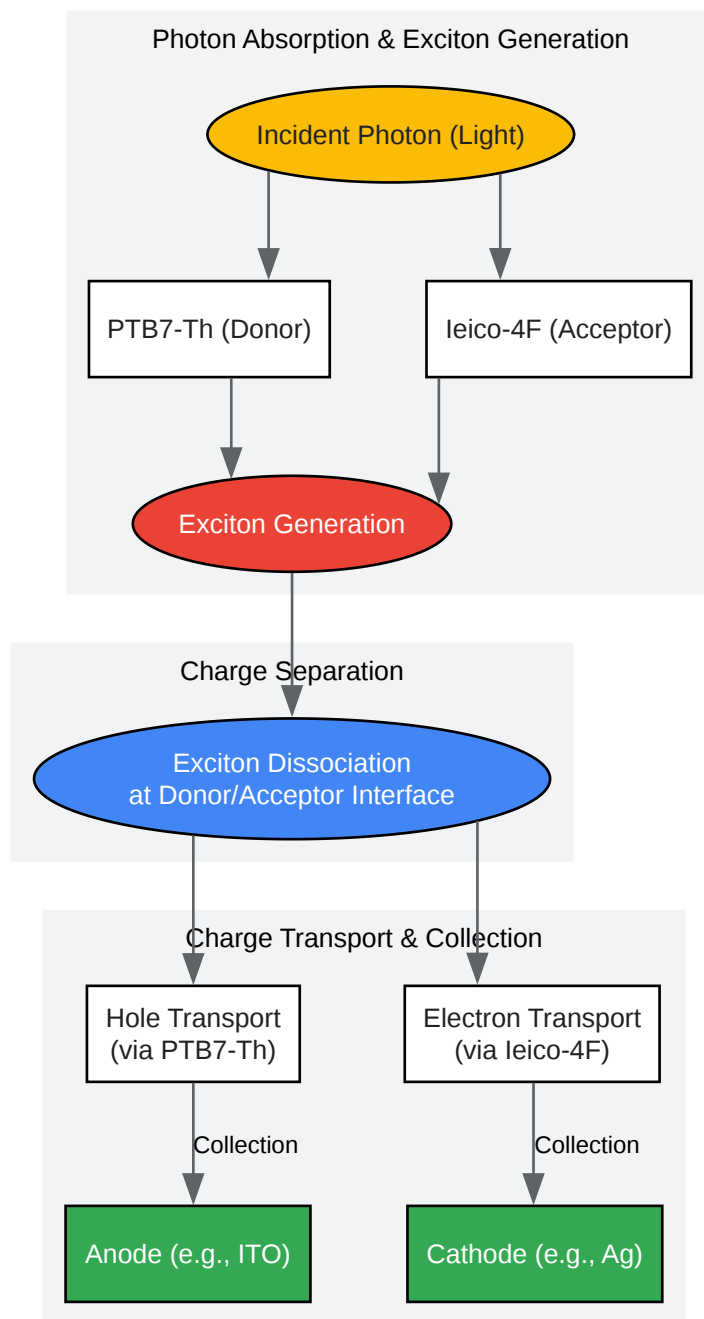 Photon Absorption & Exciton Generation
Incident Photon (Light)
PTB7-Th (Donor)
Ieico-4F (Acceptor)
Exciton Generation
Charge Separation
Exciton Dissociation
at Donor/Acceptor Interface
Charge Transport & Collection
Hole Transport
(via PTB7-Th)
Electron Transport
(via Ieico-4F)
Collection
Collection
Anode (e.g., ITO)
Cathode (e.g., Ag)